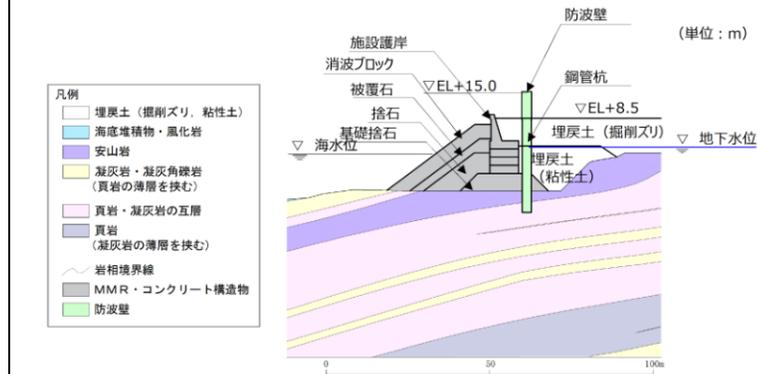 防波壁
（単位：m）
施設護岸
消波ブロック
被覆石
捨石
基礎捨石
▽EL+15.0
鋼管杭
▽EL+8.5
埋戻土（掘削ズリ）
埋戻土
（粘性土）
▽ 海水位
▽ 地下水位
凡例
埋戻土（掘削ズリ，粘性土）
海底堆積物・風化岩
安山岩
凝灰岩・凝灰角礫岩
（頁岩の薄層を挟む）
頁岩・凝灰岩の互層
頁岩
（凝灰岩の薄層を挟む）
岩相境界線
ＭＭＲ・コンクリート構造物
防波壁
0
50
100m